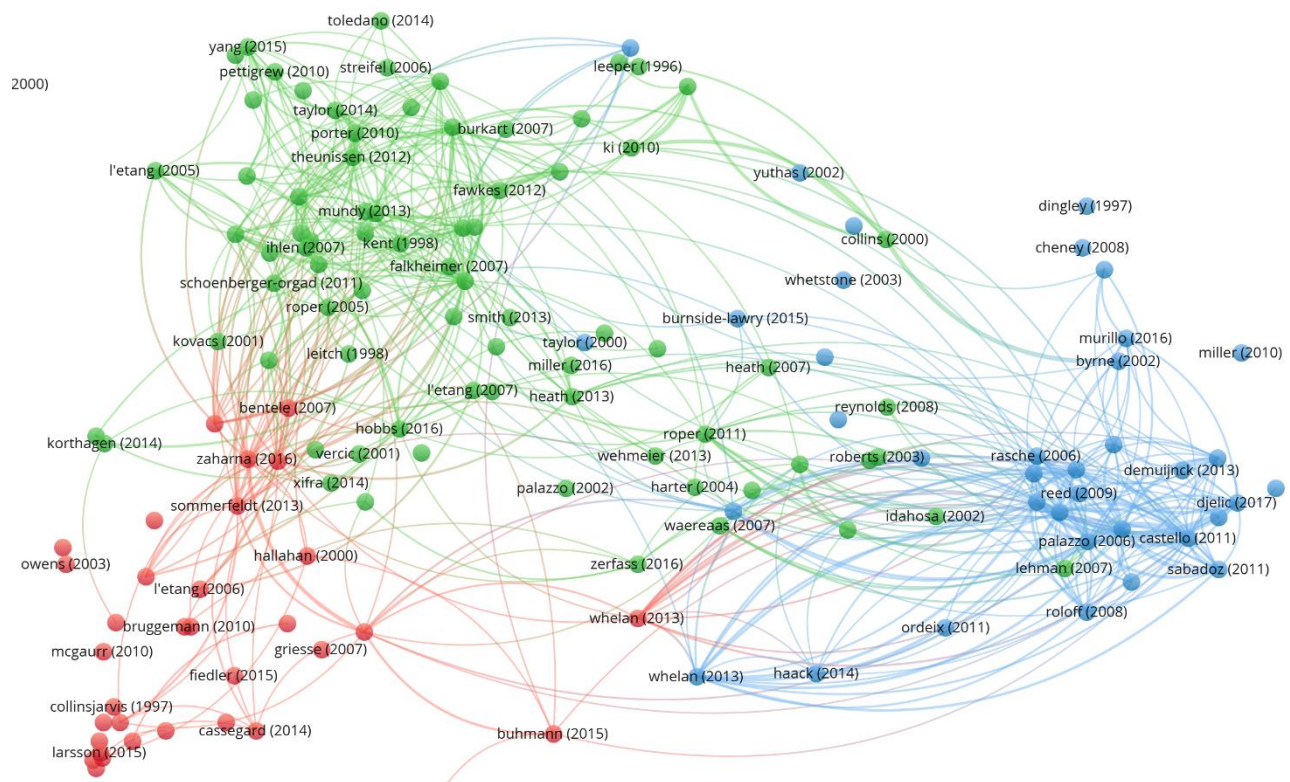 toledano (2014)
yang (2015)
pettigrew (2010)
streifel (2006)
leeper (1996)
2000)
taylor (2014)
porter (2010)
burkart (2007)
theunissen (2012)
ki (2010)
l'etang (2005)
yuthas (2002)
fawkes (2012)
dingley (1997)
mundy (2013)
ihlen (2007)
kent (1998)
collins (2000)
cheney (2008)
falkheimer (2007)
schoenberger-orgad (2011)
whetstone (2003)
roper (2005)
smith (2013)
burnside-lawry (2015)
kovacs (2001)
leitch (1998)
taylor (2000)
murillo (2016)
miller (2010)
miller (2016)
heath (2007)
byrne (2002)
l'etang (2007)
heath (2013)
bentele (2007)
reynolds (2008)
korthagen (2014)
hobbs (2016)
roper (2011)
zaharna (2016)
vercic (2001)
wehmeier (2013)
roberts (2003)
rasche (2006)
demuijnck (2013)
xifra (2014)
palazzo (2002)
harter (2004)
reed (2009)
djelic (2017)
sommerfeldt (2013)
waereaas (2007)
idahosa (2002)
palazzo (2006)
castello (2011)
owens (2003)
hallahan (2000)
zerfass (2016)
lehman (2007)
sabadoz (2011)
l'etang (2006)
whelan (2013)
roloff (2008)
bruggemann (2010)
ordeix (2011)
mcgaurr (2010)
griesse (2007)
fiedler (2015)
whelan (2013)
haack (2014)
collinsjarvis (1997)
cassegard (2014)
buhmann (2015)
larsson (2015)